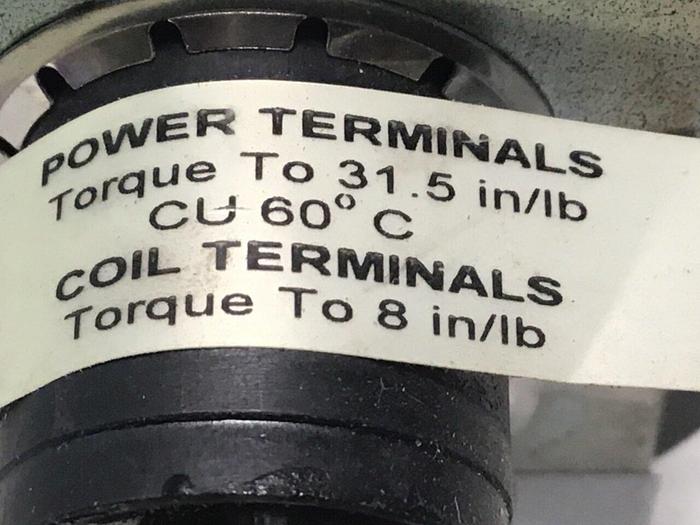 POWER TERMINALS
Torque To 31.5 in/lb
CU 60° C
COIL TERMINALS
Torque To 8 in/lb